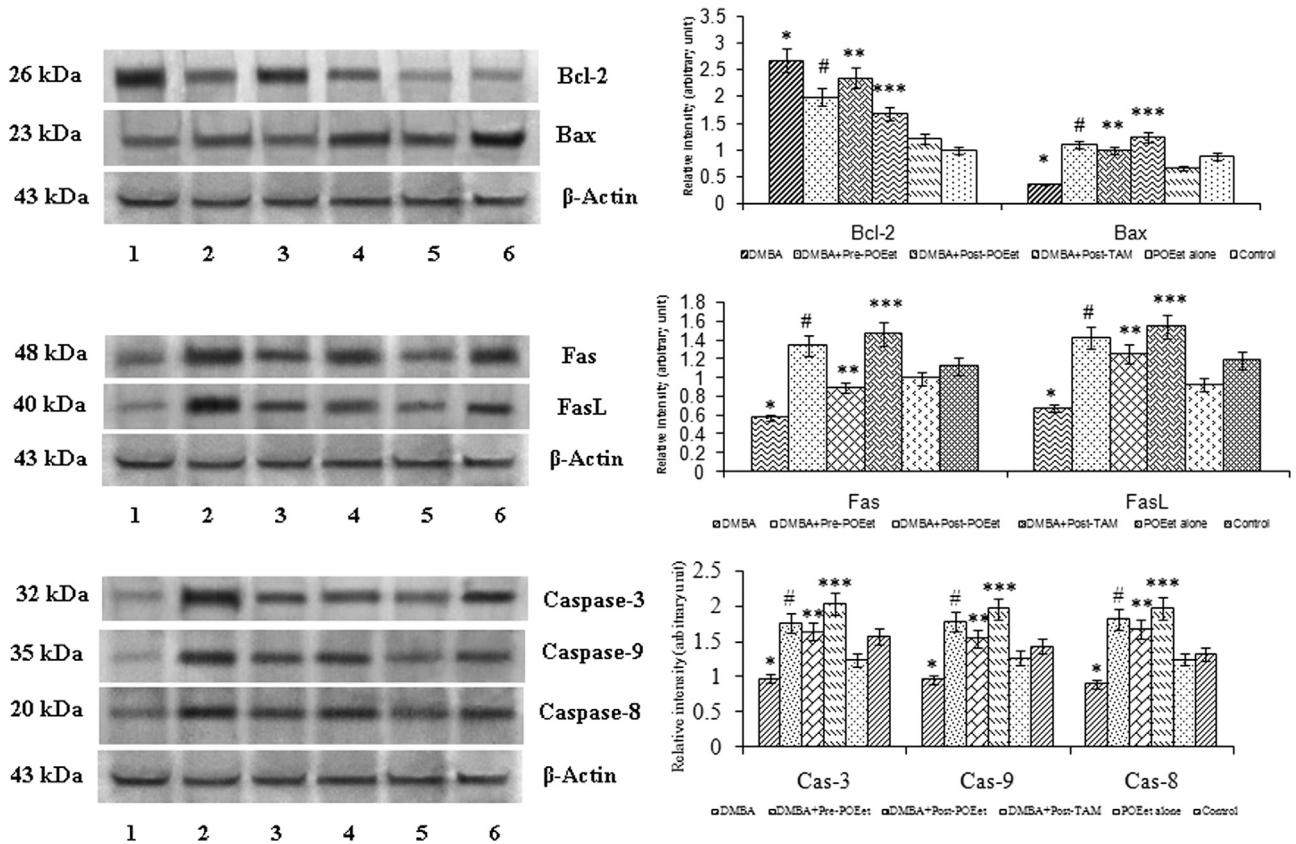 26 kDa Bcl-2
23 kDa Bax
43 kDa β-Actin
1 2 3 4 5 6
Relative intensity (arbitrary unit)
3.5
3
2.5
2
1.5
1
0.5
0
* # ** ***
* # ** ***
Bcl-2 Bax
DMBA DMBA+Pre-POEet DMBA+Post-POEet DMBA+Post-TAM POEet alone Control
48 kDa Fas
40 kDa FasL
43 kDa β-Actin
1 2 3 4 5 6
Relative intensity (arbitrary unit)
1.8
1.6
1.4
1.2
1
0.8
0.6
0.4
0.2
0
* # ** ***
* # ** ***
Fas FasL
DMBA DMBA+Pre-POEet DMBA+Post-POEet DMBA+Post-TAM POEet alone Control
32 kDa Caspase-3
35 kDa Caspase-9
20 kDa Caspase-8
43 kDa β-Actin
1 2 3 4 5 6
Relative intensity (arbitrary unit)
2.5
2
1.5
1
0.5
0
* # ** ***
* # ** ***
* # ** ***
Cas-3 Cas-9 Cas-8
DMBA DMBA+Pre-POEet DMBA+Post-POEet DMBA+Post-TAM POEet alone Control